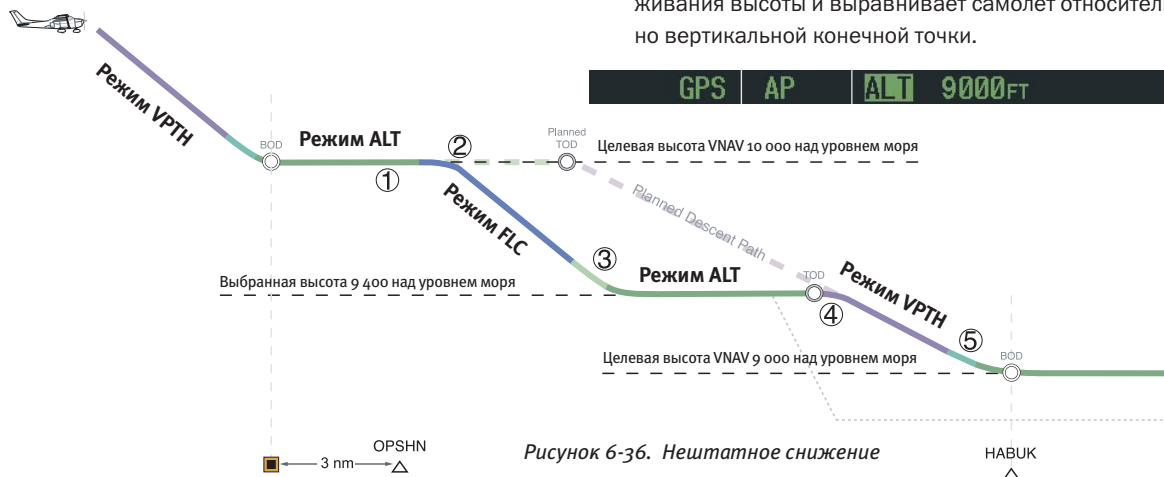 живания высоты и выравнивает самолет относитель
но вертикальной конечной точки.
GPS AP ALT 9000FT
Режим VPTH
BOD
Режим ALT
①
②
Planned
TOD
Целевая высота VNAV 10 000 над уровнем моря
Planned Descent Path
Режим FLC
③
Выбранная высота 9 400 над уровнем моря
Режим ALT
TOD
④
Режим VPTH
⑤
BOD
Целевая высота VNAV 9 000 над уровнем моря
3 nm
OPSHN
Рисунок 6-36. Нештатное снижение
HABUK